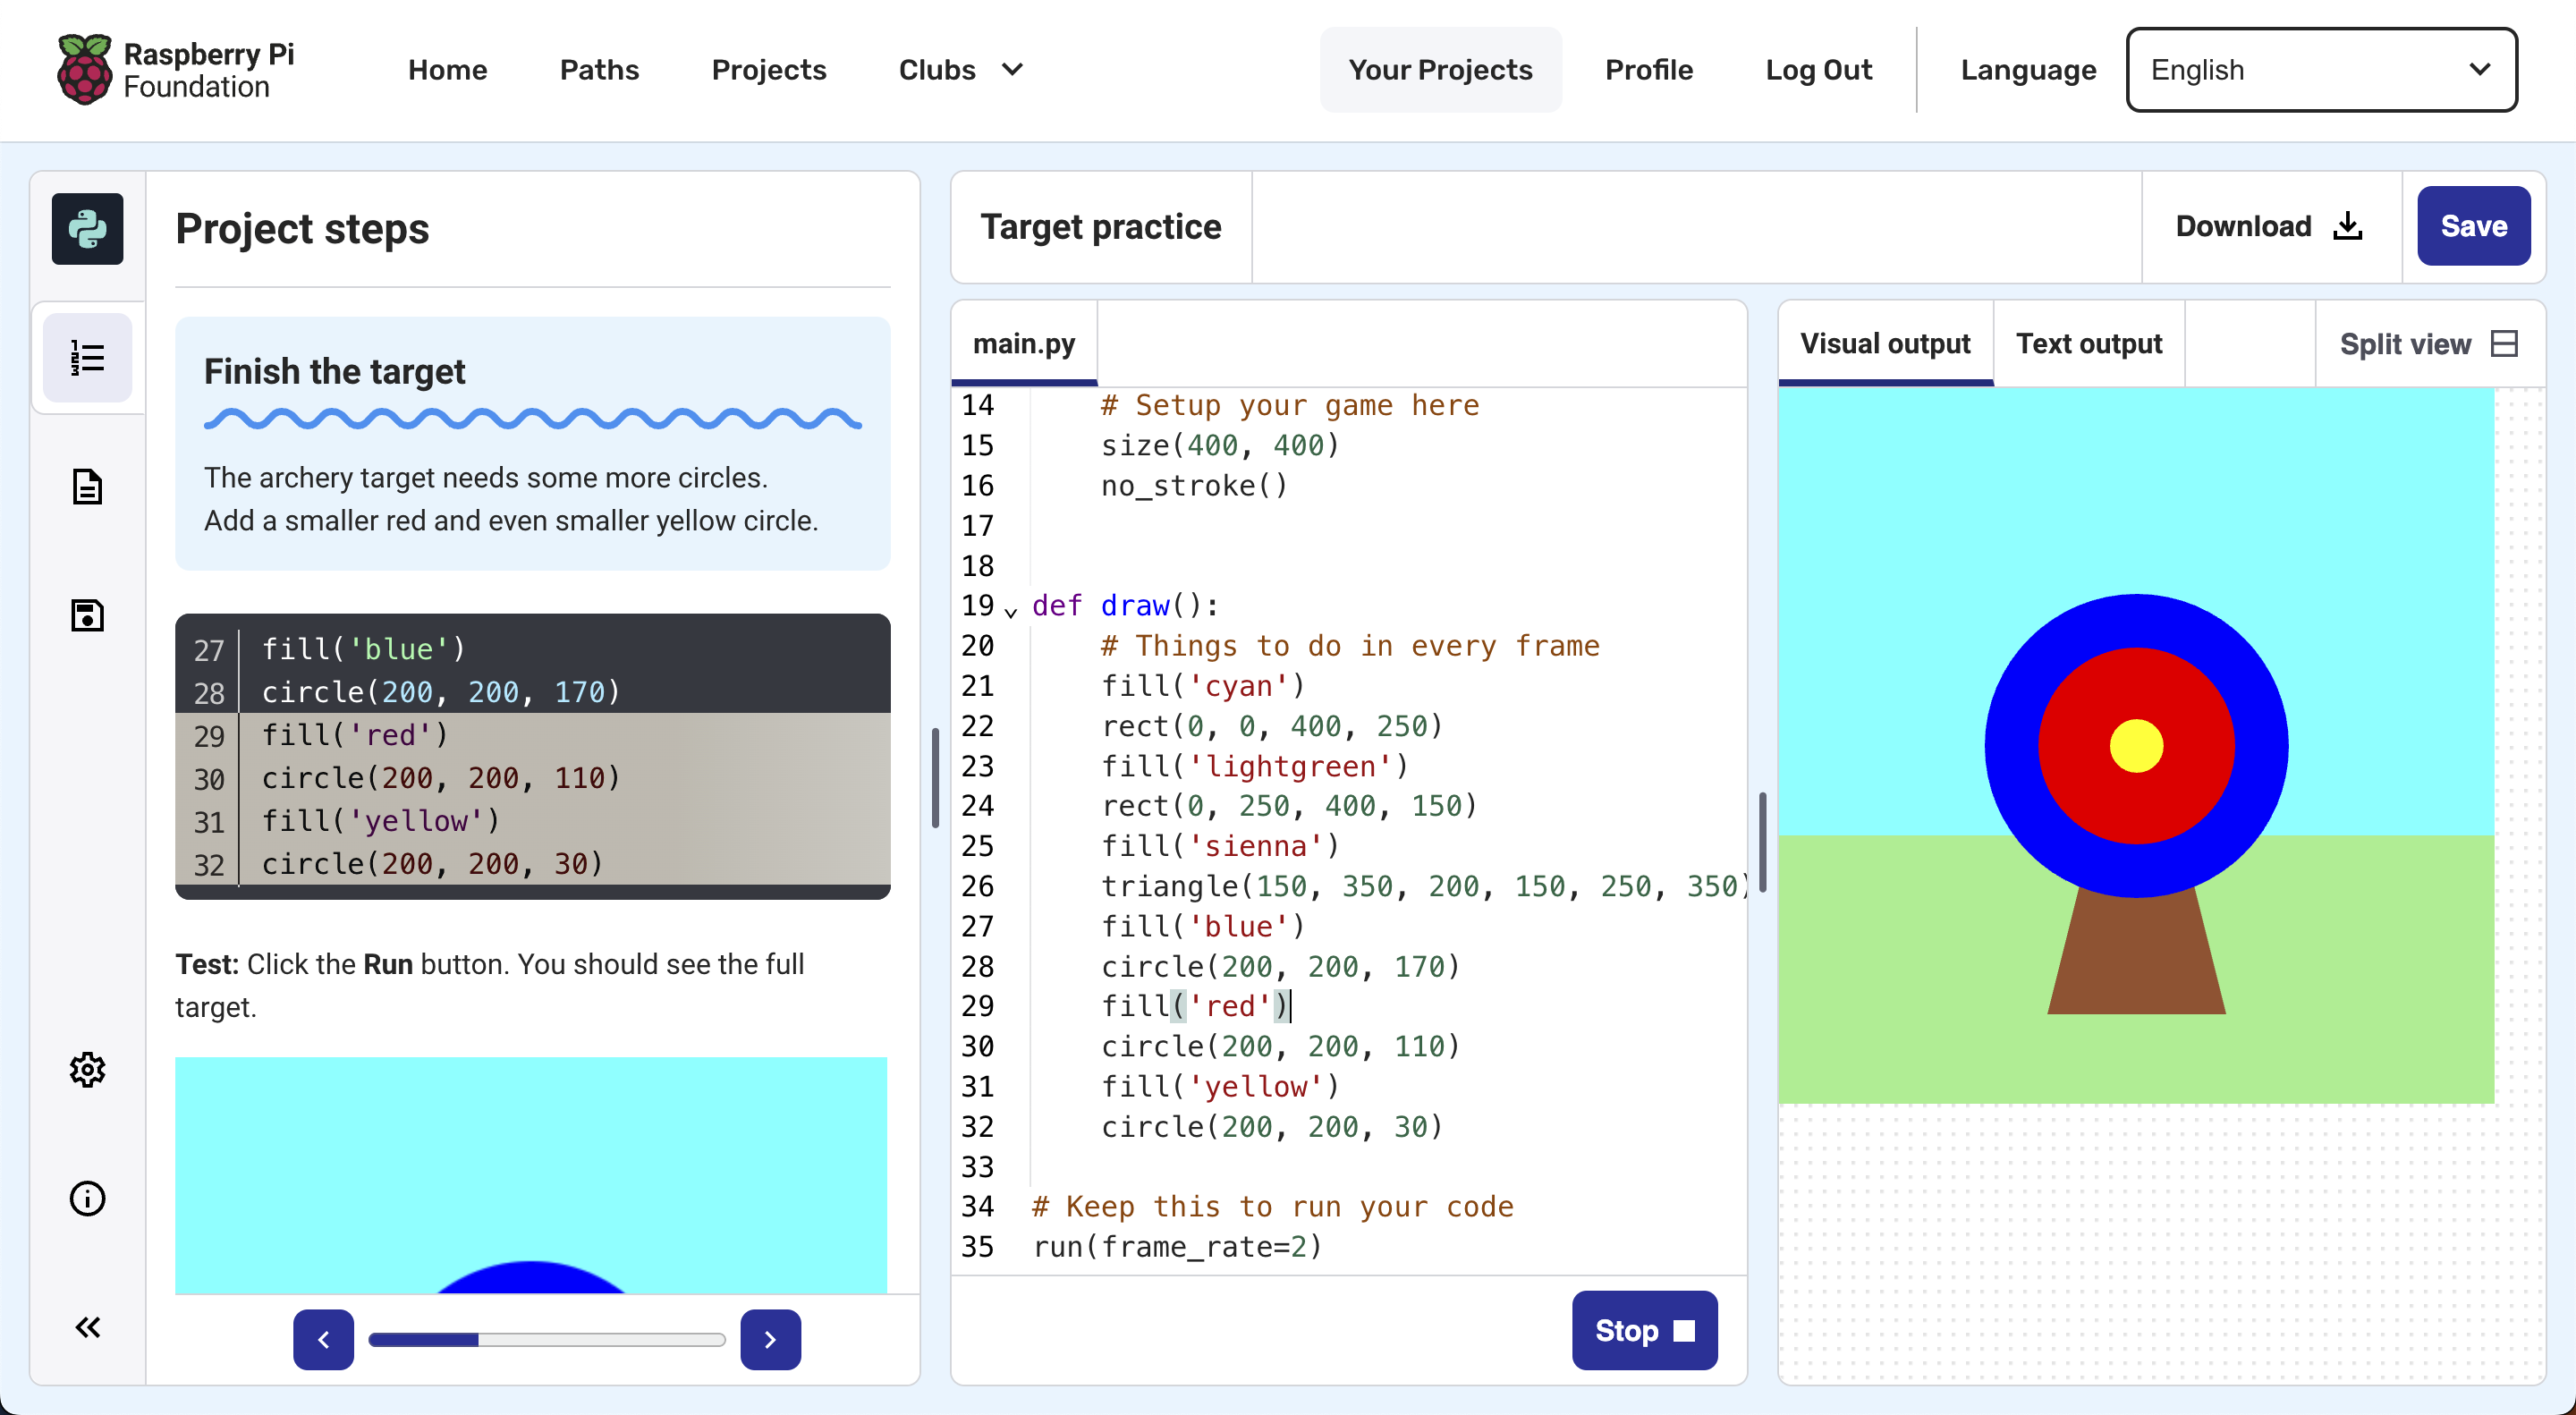 Raspberry Pi
Foundation
Home
Paths
Projects
Clubs
Your Projects
Profile
Log Out
Language
English
Project steps
Finish the target
The archery target needs some more circles.
Add a smaller red and even smaller yellow circle.
27 fill('blue')
28 circle(200, 200, 170)
29 fill('red')
30 circle(200, 200, 110)
31 fill('yellow')
32 circle(200, 200, 30)
Test: Click the Run button. You should see the full
target.
Target practice
Download
Save
main.py
14 # Setup your game here
15 size(400, 400)
16 no_stroke()
17
18
19 def draw():
20 # Things to do in every frame
21 fill('cyan')
22 rect(0, 0, 400, 250)
23 fill('lightgreen')
24 rect(0, 250, 400, 150)
25 fill('sienna')
26 triangle(150, 350, 200, 150, 250, 350)
27 fill('blue')
28 circle(200, 200, 170)
29 fill('red')
30 circle(200, 200, 110)
31 fill('yellow')
32 circle(200, 200, 30)
33
34 # Keep this to run your code
35 run(frame_rate=2)
Stop
Visual output
Text output
Split view